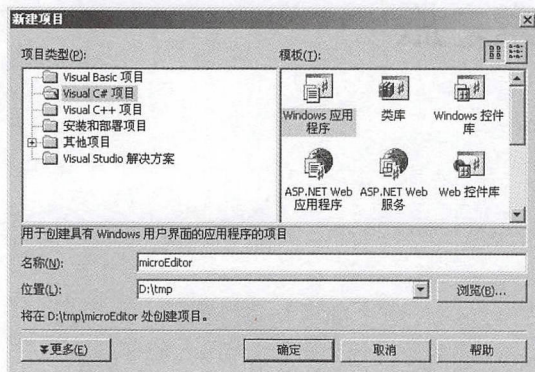 新建项目
项目类型(P):
模板(T):
Visual Basic 项目
Visual C# 项目
Visual C++ 项目
安装和部署项目
其他项目
Visual Studio 解决方案
Windows 应用
程序
类库
Windows 控件
库
ASP.NET Web
应用程序
ASP.NET Web
服务
Web 控件库
用于创建具有 Windows 用户界面的应用程序的项目
名称(N):
microEditor
位置(L):
D:\tmp
浏览(B)...
将在 D:\tmp\microEditor 处创建项目。
更多(E)
确定
取消
帮助